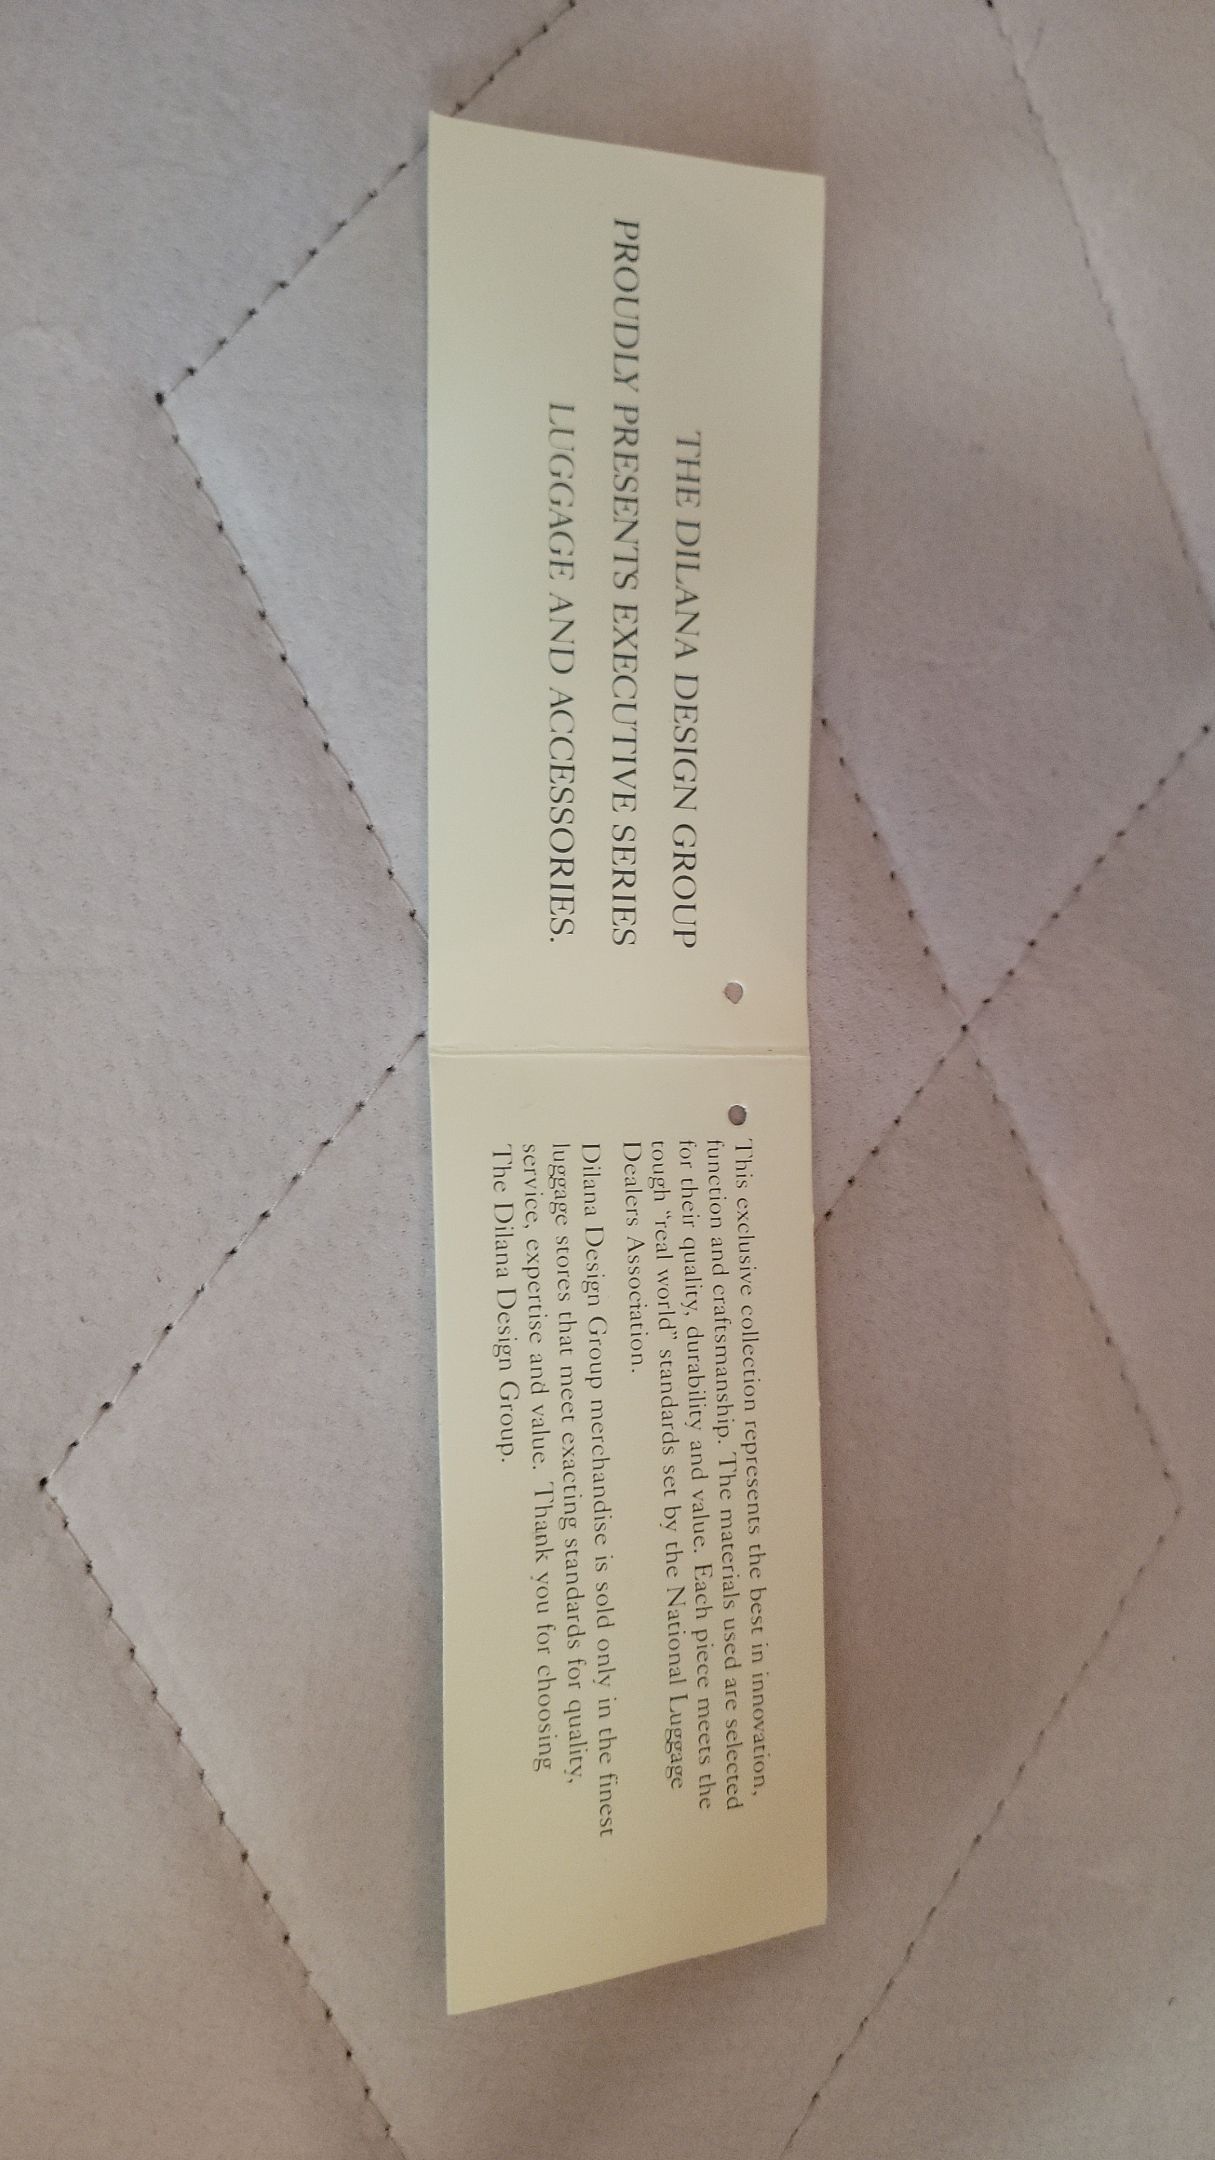 THE DILANA DESIGN GROUP
PROUDLY PRESENTS EXECUTIVE SERIES
LUGGAGE AND ACCESSORIES.
This exclusive collection represents the best in innovation,
function and craftsmanship. The materials used are selected
for their quality, durability and value. Each piece meets the
tough "real world" standards set by the National Luggage
Dealers Association.
Dilana Design Group merchandise is sold only in the finest
luggage stores that meet exacting standards for quality,
service, expertise and value. Thank you for choosing
The Dilana Design Group.